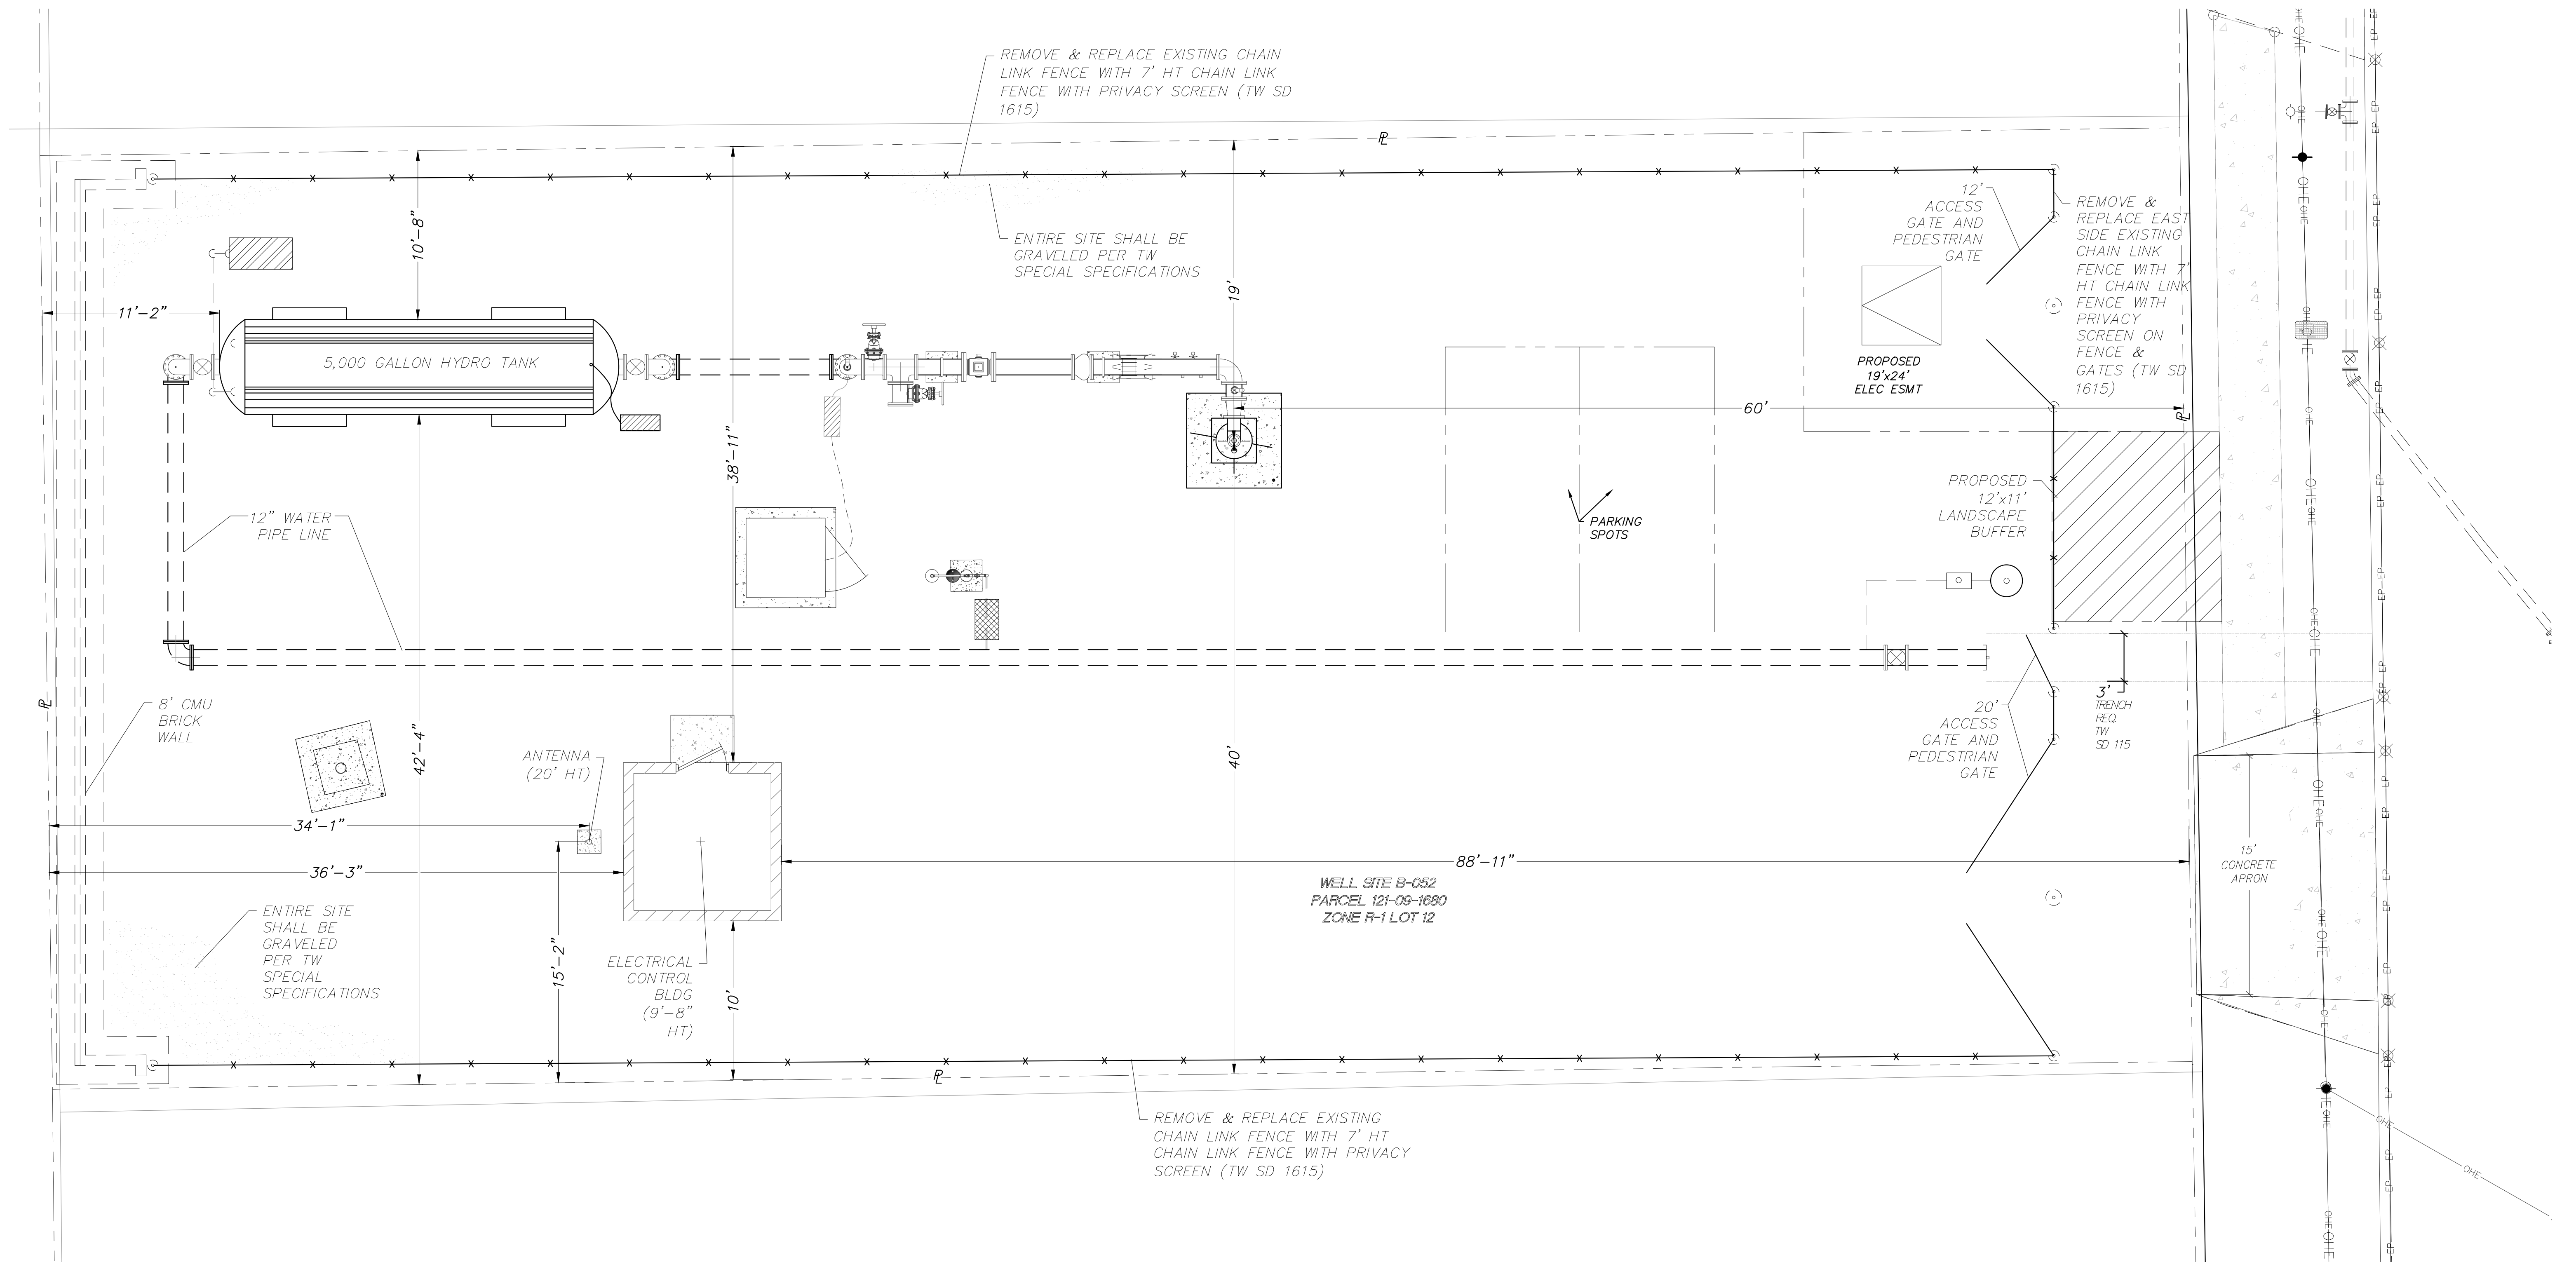 REMOVE & REPLACE EXISTING CHAIN
LINK FENCE WITH 7' HT CHAIN LINK
FENCE WITH PRIVACY SCREEN (TW SD
1615)
ENTIRE SITE SHALL BE
GRAVELED PER TW
SPECIAL SPECIFICATIONS
12'
ACCESS
GATE AND
PEDESTRIAN
GATE
REMOVE &
REPLACE EAST
SIDE EXISTING
CHAIN LINK
FENCE WITH 7'
HT CHAIN LINK
FENCE WITH
PRIVACY
SCREEN ON
FENCE &
GATES (TW SD
1615)
10'-8"
11'-2"
19'
5,000 GALLON HYDRO TANK
PROPOSED
19'x24'
ELEC ESMT
60'
38'-11"
12" WATER
PIPE LINE
PARKING
SPOTS
PROPOSED
12'x11'
LANDSCAPE
BUFFER
8' CMU
BRICK
WALL
42'-4"
ANTENNA
(20' HT)
40'
20'
ACCESS
GATE AND
PEDESTRIAN
GATE
3'
TRENCH
REQ.
TW
SD 115
34'-1"
36'-3"
88'-11"
WELL SITE B-052
PARCEL 121-09-1680
ZONE R-1 LOT 12
15'
CONCRETE
APRON
ENTIRE SITE
SHALL BE
GRAVELED
PER TW
SPECIAL
SPECIFICATIONS
15'-2"
ELECTRICAL
CONTROL
BLDG
(9'-8"
HT)
10'
REMOVE & REPLACE EXISTING
CHAIN LINK FENCE WITH 7' HT
CHAIN LINK FENCE WITH PRIVACY
SCREEN (TW SD 1615)
OHE
OHE
EP
EP